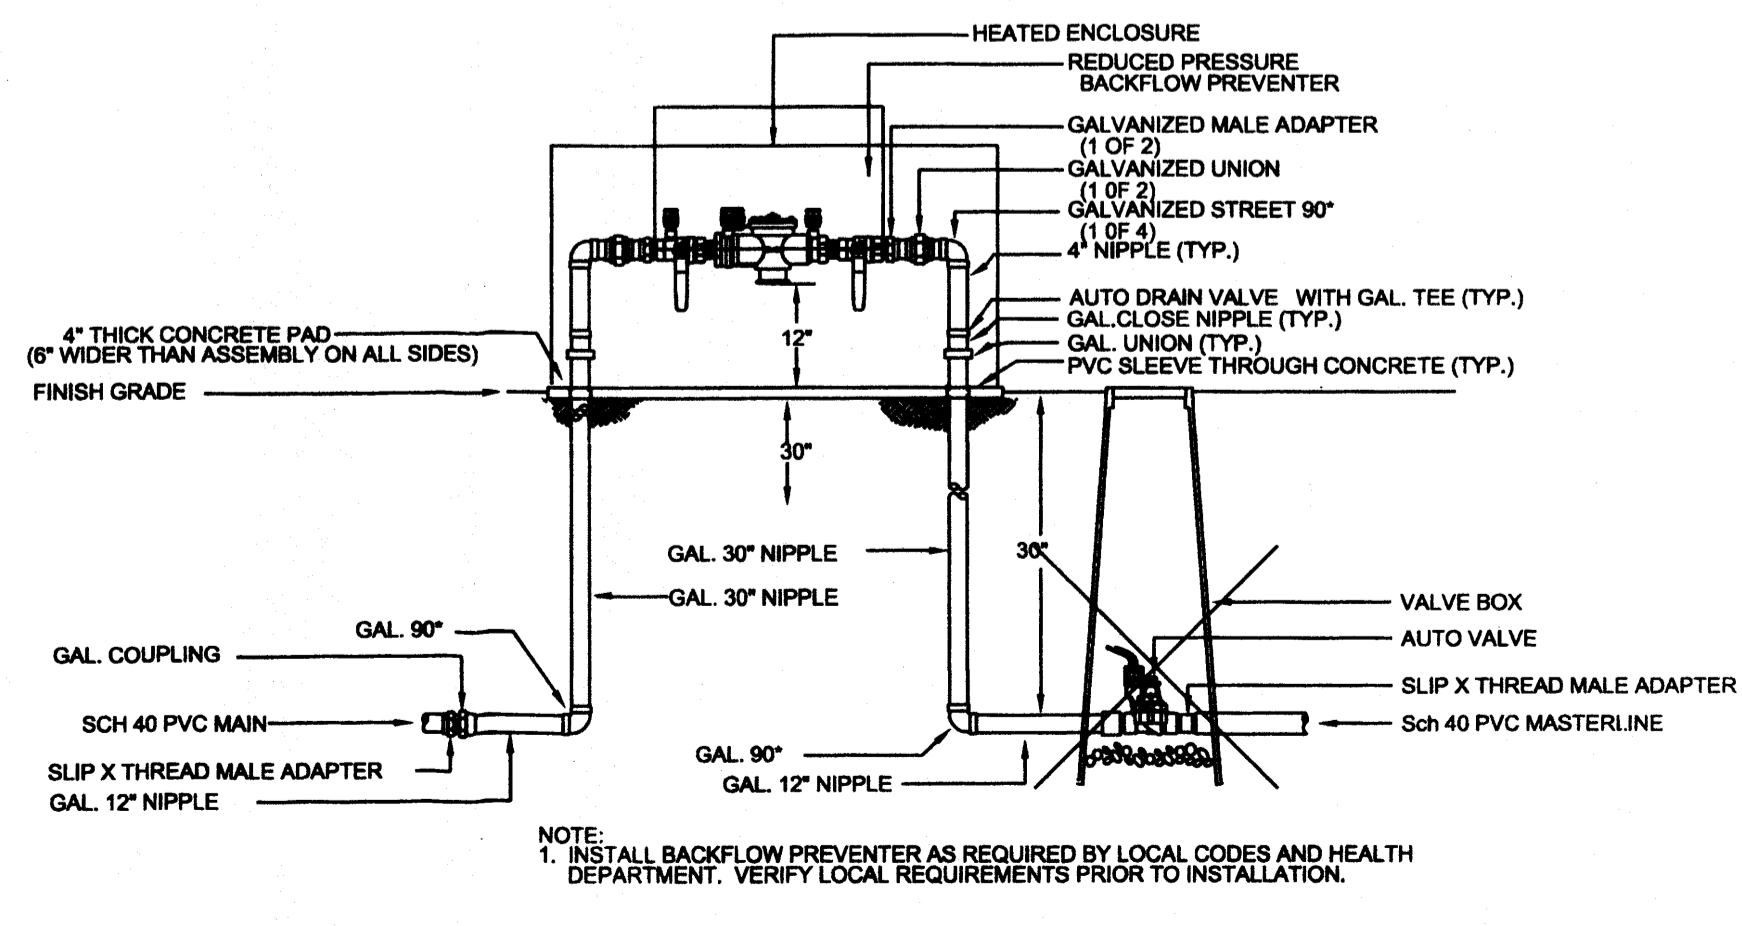 HEATED ENCLOSURE
REDUCED PRESSURE
BACKFLOW PREVENTER
GALVANIZED MALE ADAPTER
(1 OF 2)
GALVANIZED UNION
(1 OF 2)
GALVANIZED STREET 90*
(1 OF 4)
4" NIPPLE (TYP.)
AUTO DRAIN VALVE WITH GAL. TEE (TYP.)
GAL.CLOSE NIPPLE (TYP.)
GAL. UNION (TYP.)
PVC SLEEVE THROUGH CONCRETE (TYP.)
4" THICK CONCRETE PAD
(6" WIDER THAN ASSEMBLY ON ALL SIDES)
FINISH GRADE
12"
30"
30"
GAL. 30" NIPPLE
GAL. 30" NIPPLE
GAL. 90*
GAL. COUPLING
SCH 40 PVC MAIN
SLIP X THREAD MALE ADAPTER
GAL. 12" NIPPLE
GAL. 90*
GAL. 12" NIPPLE
VALVE BOX
AUTO VALVE
SLIP X THREAD MALE ADAPTER
Sch 40 PVC MASTERLINE
NOTE:
1. INSTALL BACKFLOW PREVENTER AS REQUIRED BY LOCAL CODES AND HEALTH
DEPARTMENT. VERIFY LOCAL REQUIREMENTS PRIOR TO INSTALLATION.